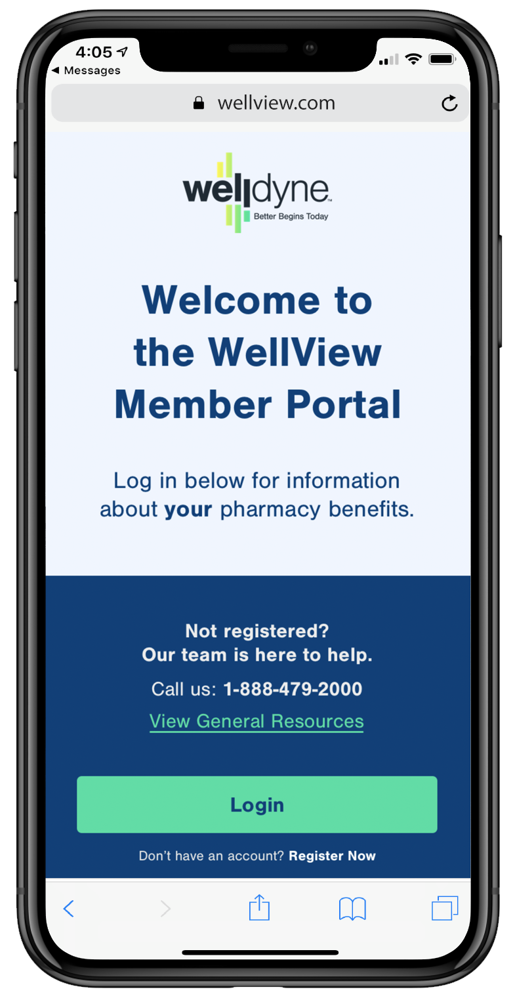 4:05
Messages
wellview.com
welldyne™
Better Begins Today
Welcome to
the WellView
Member Portal
Log in below for information
about your pharmacy benefits.
Not registered?
Our team is here to help.
Call us: 1-888-479-2000
View General Resources
Login
Don't have an account? Register Now